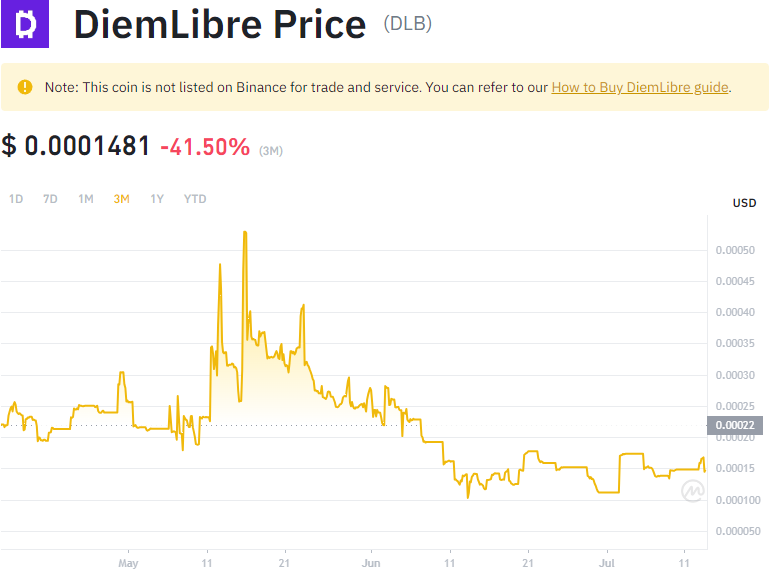 DiemLibre Price (DLB)
Note: This coin is not listed on Binance for trade and service. You can refer to our How to Buy DiemLibre guide.
$ 0.0001481 -41.50% (3M)
1D 7D 1M 3M 1Y YTD
USD
0.00050
0.00045
0.00040
0.00035
0.00030
0.00025
0.00022
0.00020
0.00015
0.000100
0.000050
May 11 21 Jun 11 21 Jul 11